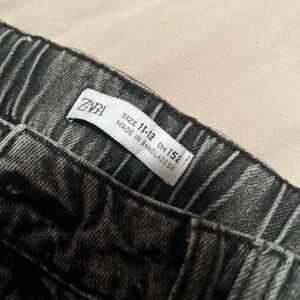 ZARA
SIZE 11-12 CM 152
MADE IN BANGLADESH